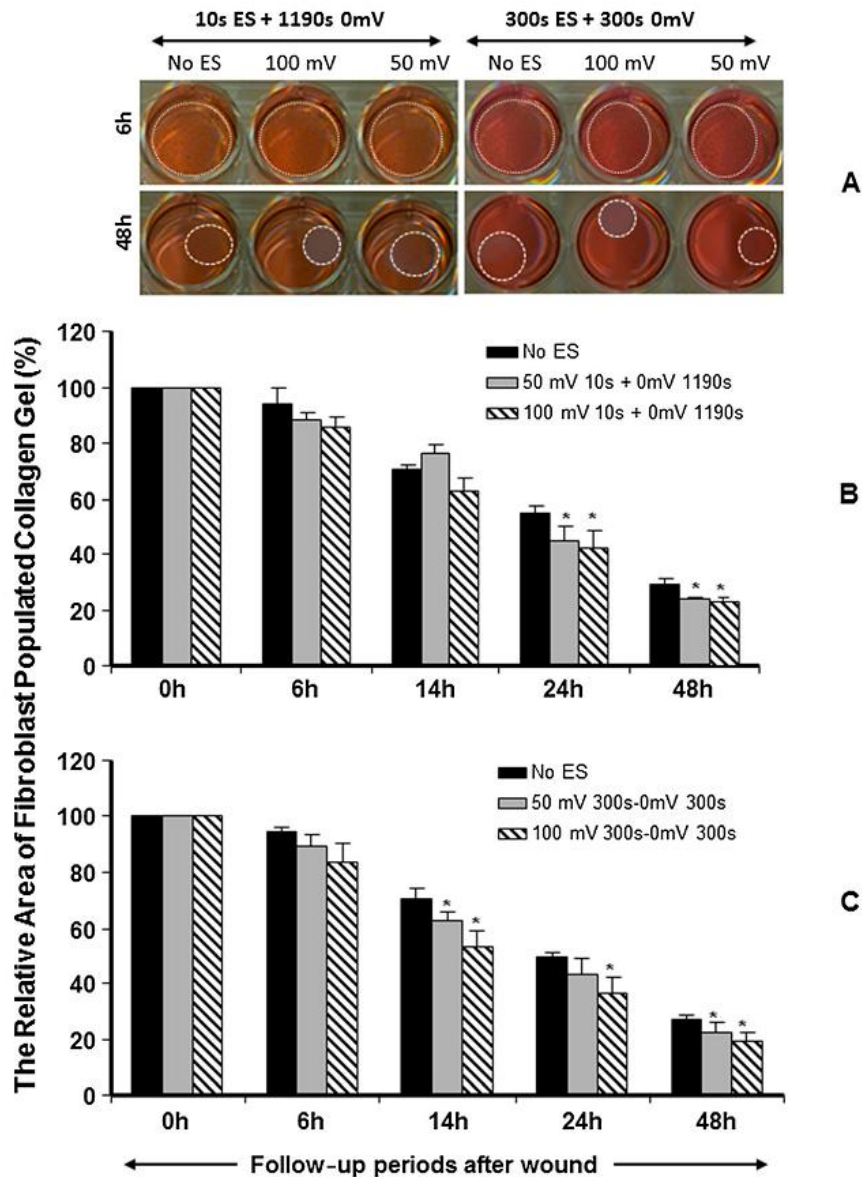 10s ES + 1190s 0mV 300s ES + 300s 0mV
No ES 100 mV 50 mV No ES 100 mV 50 mV
6h
48h
A
The Relative Area of Fibroblast Populated Collagen Gel (%)
120
100
80
60
40
20
0
No ES
50 mV 10s + 0mV 1190s
100 mV 10s + 0mV 1190s
* * * *
0h 6h 14h 24h 48h
B
120
100
80
60
40
20
0
No ES
50 mV 300s-0mV 300s
100 mV 300s-0mV 300s
* * * * *
0h 6h 14h 24h 48h
C
Follow-up periods after wound